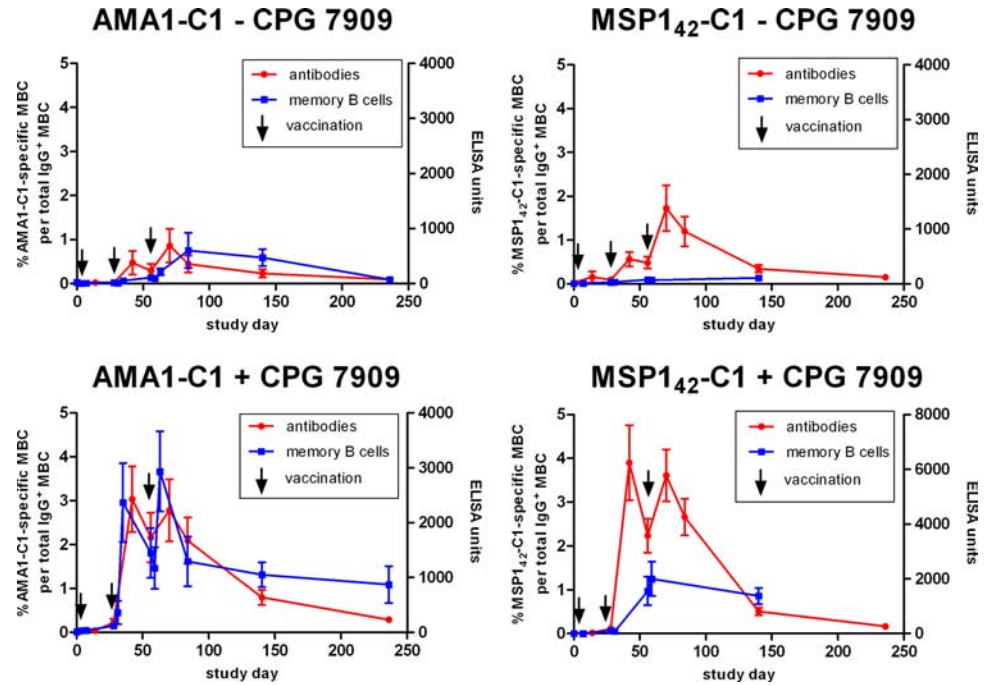 AMA1-C1 - CPG 7909
% AMA1-C1-specific MBC
per total IgG+ MBC
5
4
3
2
1
0
antibodies
memory B cells
vaccination
4000
3000
2000
1000
0
ELISA units
0
50
100
150
200
250
study day
MSP142-C1 - CPG 7909
% MSP142-C1-specific MBC
per total IgG+ MBC
5
4
3
2
1
0
antibodies
memory B cells
vaccination
4000
3000
2000
1000
0
ELISA units
0
50
100
150
200
250
study day
AMA1-C1 + CPG 7909
% AMA1-C1-specific MBC
per total IgG+ MBC
5
4
3
2
1
0
antibodies
memory B cells
vaccination
4000
3000
2000
1000
0
ELISA units
0
50
100
150
200
250
study day
MSP142-C1 + CPG 7909
% MSP142-C1-specific MBC
per total IgG+ MBC
5
4
3
2
1
0
antibodies
memory B cells
vaccination
8000
6000
4000
2000
0
ELISA units
0
50
100
150
200
250
study day